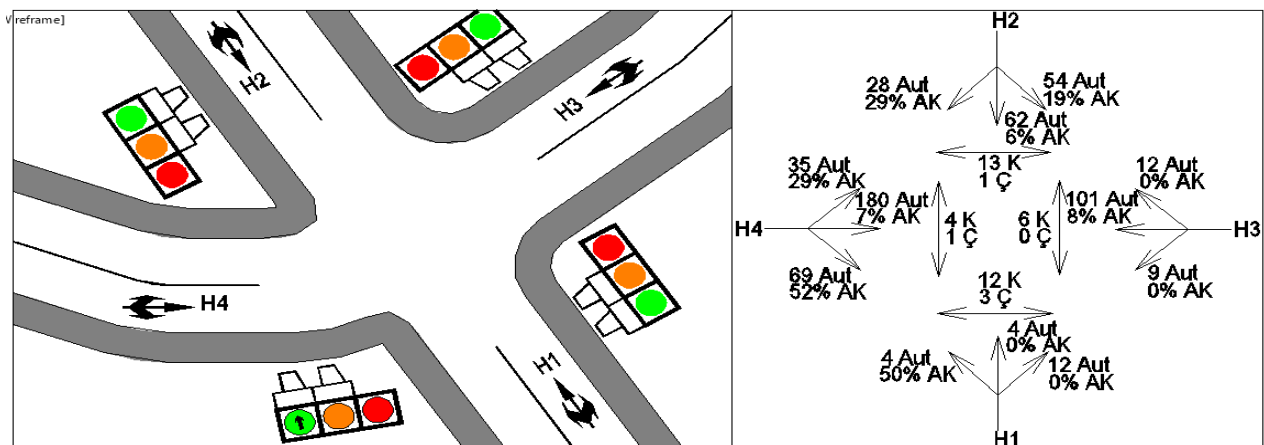 Wireframe]
H2
H3
H4
H1
H2
28 Aut
29% AK
54 Aut
19% AK
62 Aut
6% AK
13 K
1 Ç
35 Aut
29% AK
12 Aut
0% AK
180 Aut
7% AK
101 Aut
8% AK
H4
4 K
1 Ç
6 K
0 Ç
H3
69 Aut
52% AK
12 K
3 Ç
9 Aut
0% AK
4 Aut
0% AK
4 Aut
50% AK
12 Aut
0% AK
H1